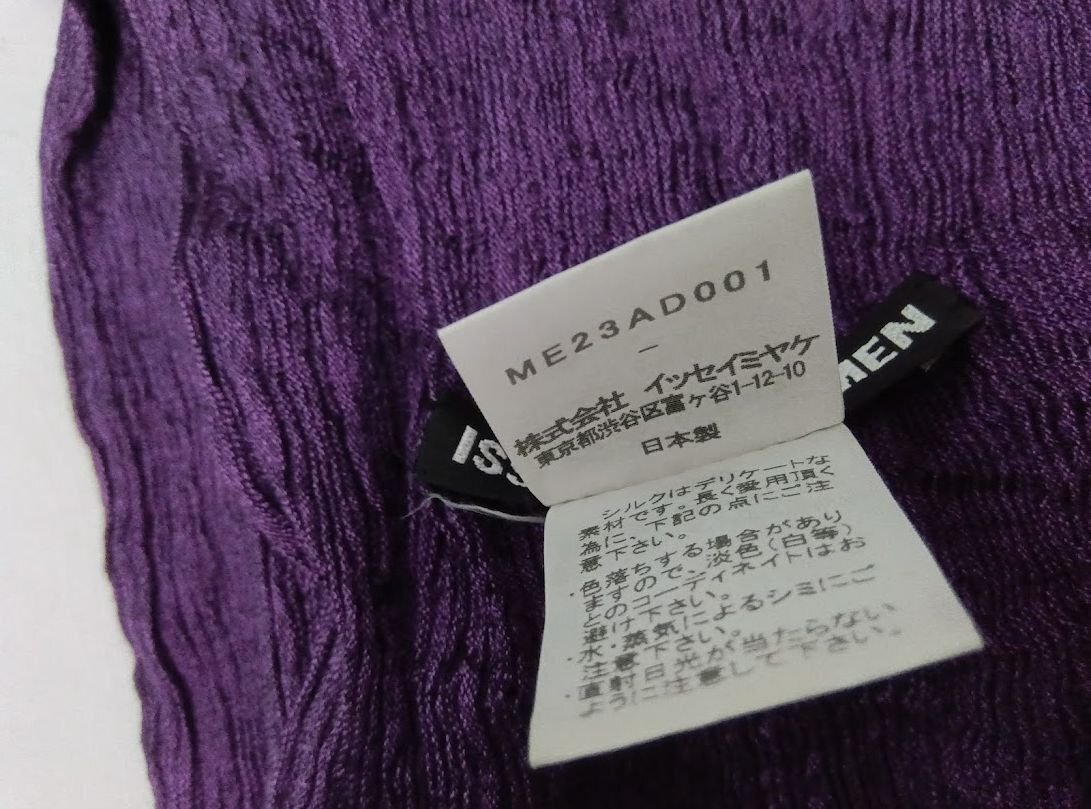 ME23AD001
－
株式会社 イッセイミヤケ
東京都渋谷区富ケ谷1-12-10
日本製
ISS
MEN
シルクはデリケートな
素材です。長く愛用頂く
為に、下記の点にご注
意下さい。
・色落ちする場合があり
ますので、淡色（白等）
とのコーディネイトはお
避け下さい。
・水・蒸気によるシミにご
注意下さい。
・直射日光が当たらない
ように注意して下さい。